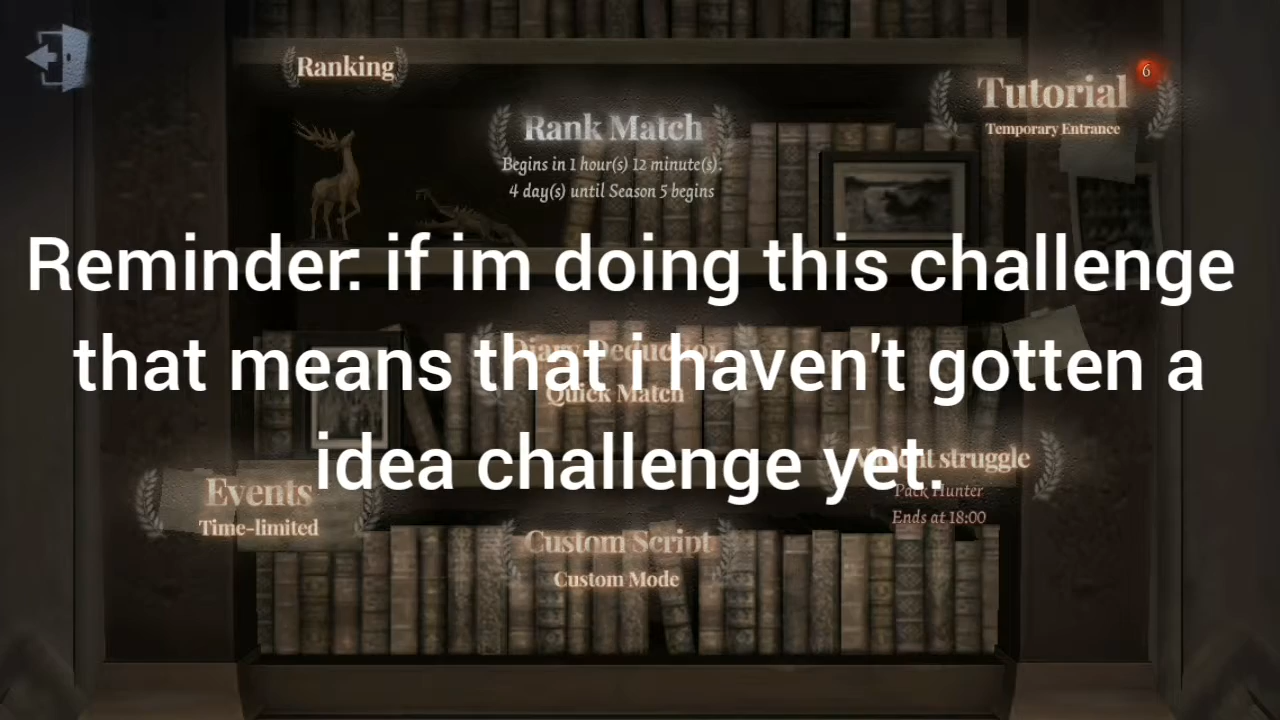 Ranking
Tutorial
6
Temporary Entrance
Rank Match
Begins in 1 hour(s) 12 minute(s).
4 day(s) until Season 5 begins
Reminder: if im doing this challenge
that means that i haven't gotten a
idea challenge yet.
Diary Deduction
Quick Match
struggle
Pack Hunter
Ends at 18:00
Events
Time-limited
Custom Script
Custom Mode